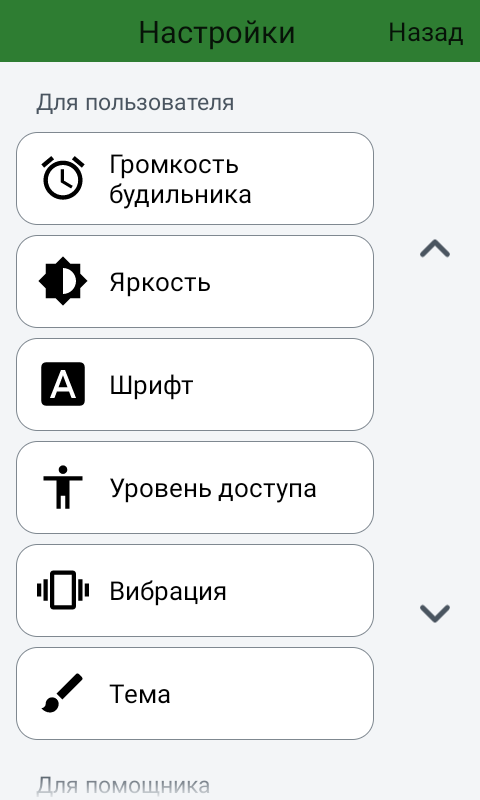 Настройки
Назад
Для пользователя
Громкость
будильника
Яркость
A
Шрифт
Уровень доступа
Вибрация
Тема
Для помощника